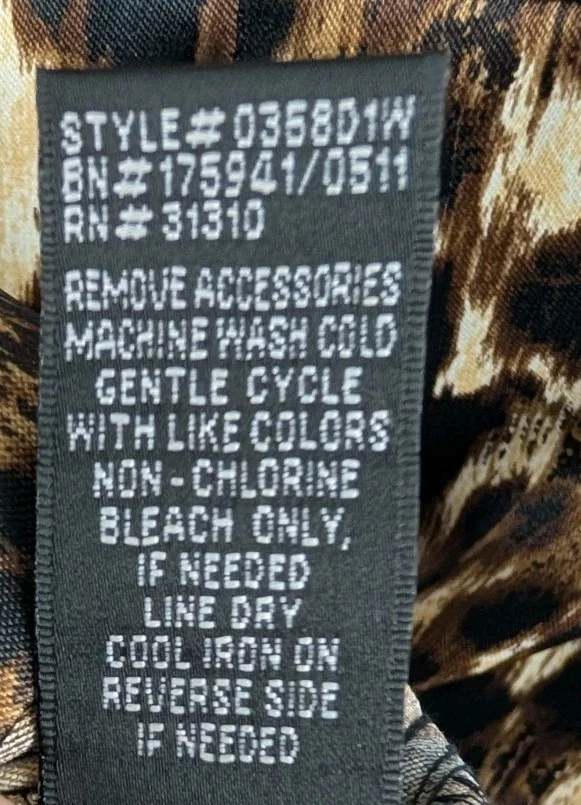 STYLE# 0358D1W
BN#175941/0511
RN# 31310
REMOVE ACCESSORIES
MACHINE WASH COLD
GENTLE CYCLE
WITH LIKE COLORS
NON-CHLORINE
BLEACH ONLY,
IF NEEDED
LINE DRY
COOL IRON ON
REVERSE SIDE
IF NEEDED